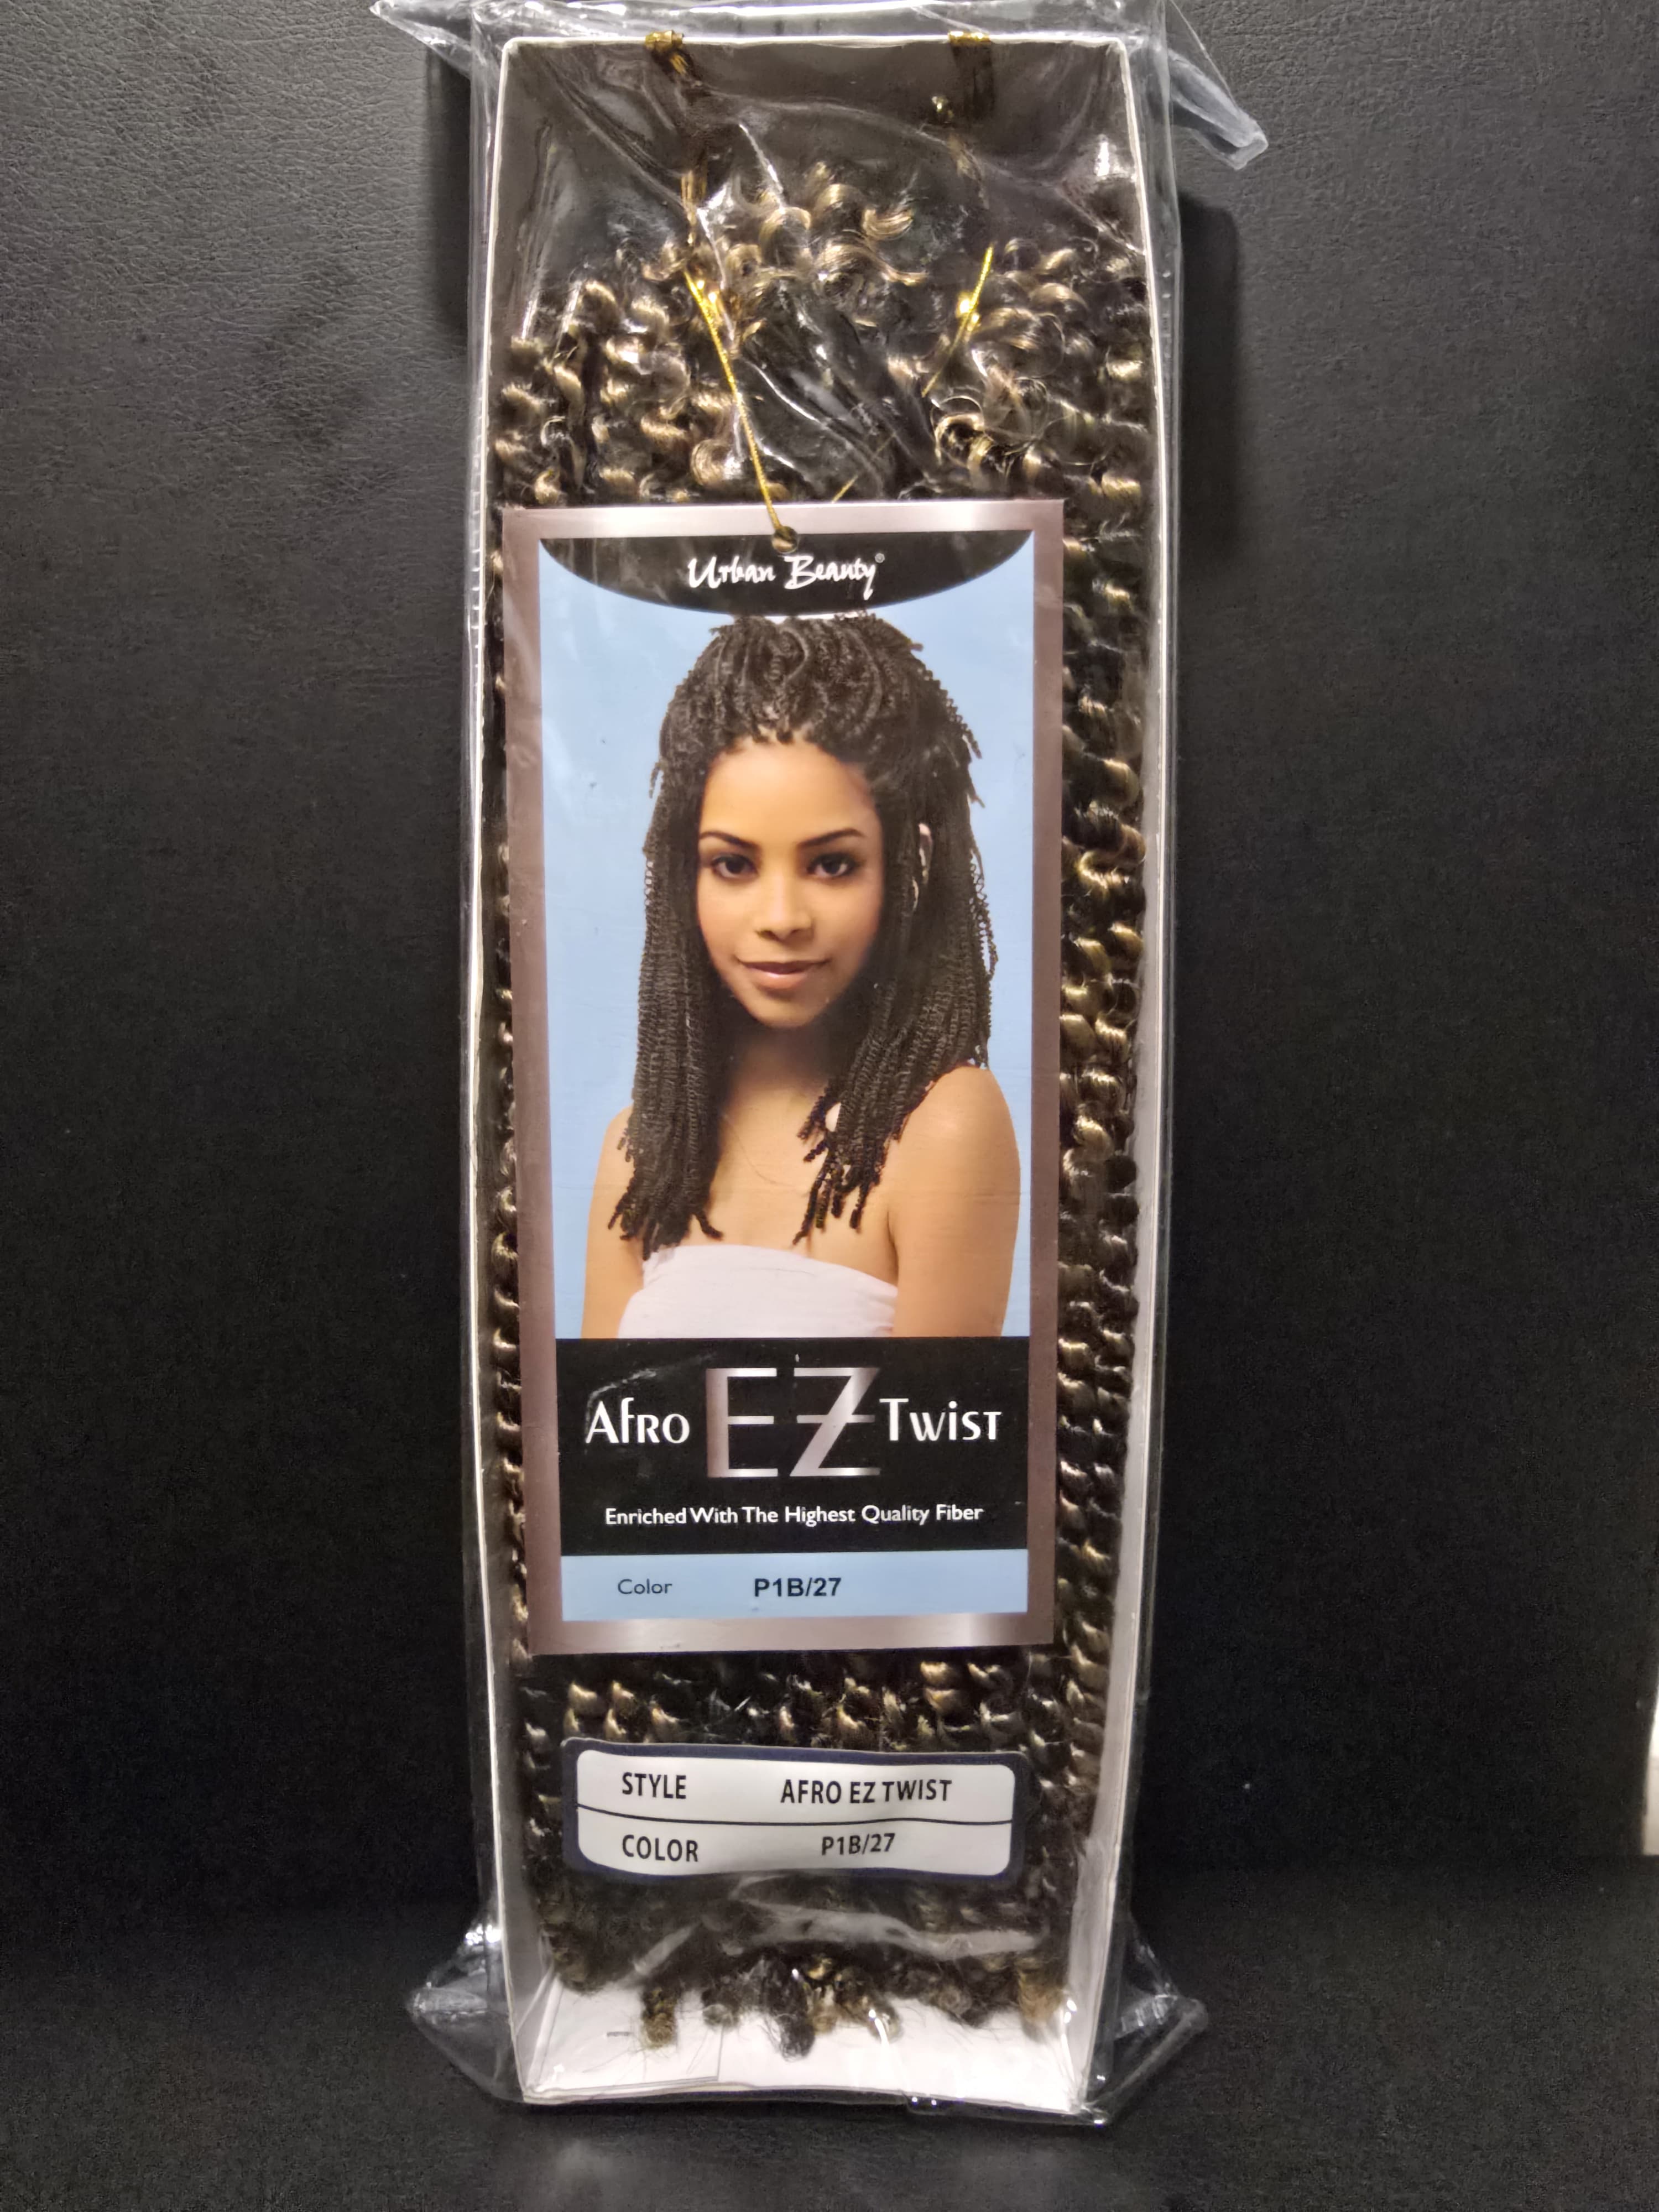 Urban Beauty®
Afro EZ Twist
Enriched With The Highest Quality Fiber
Color P1B/27
STYLE AFRO EZ TWIST
COLOR P1B/27